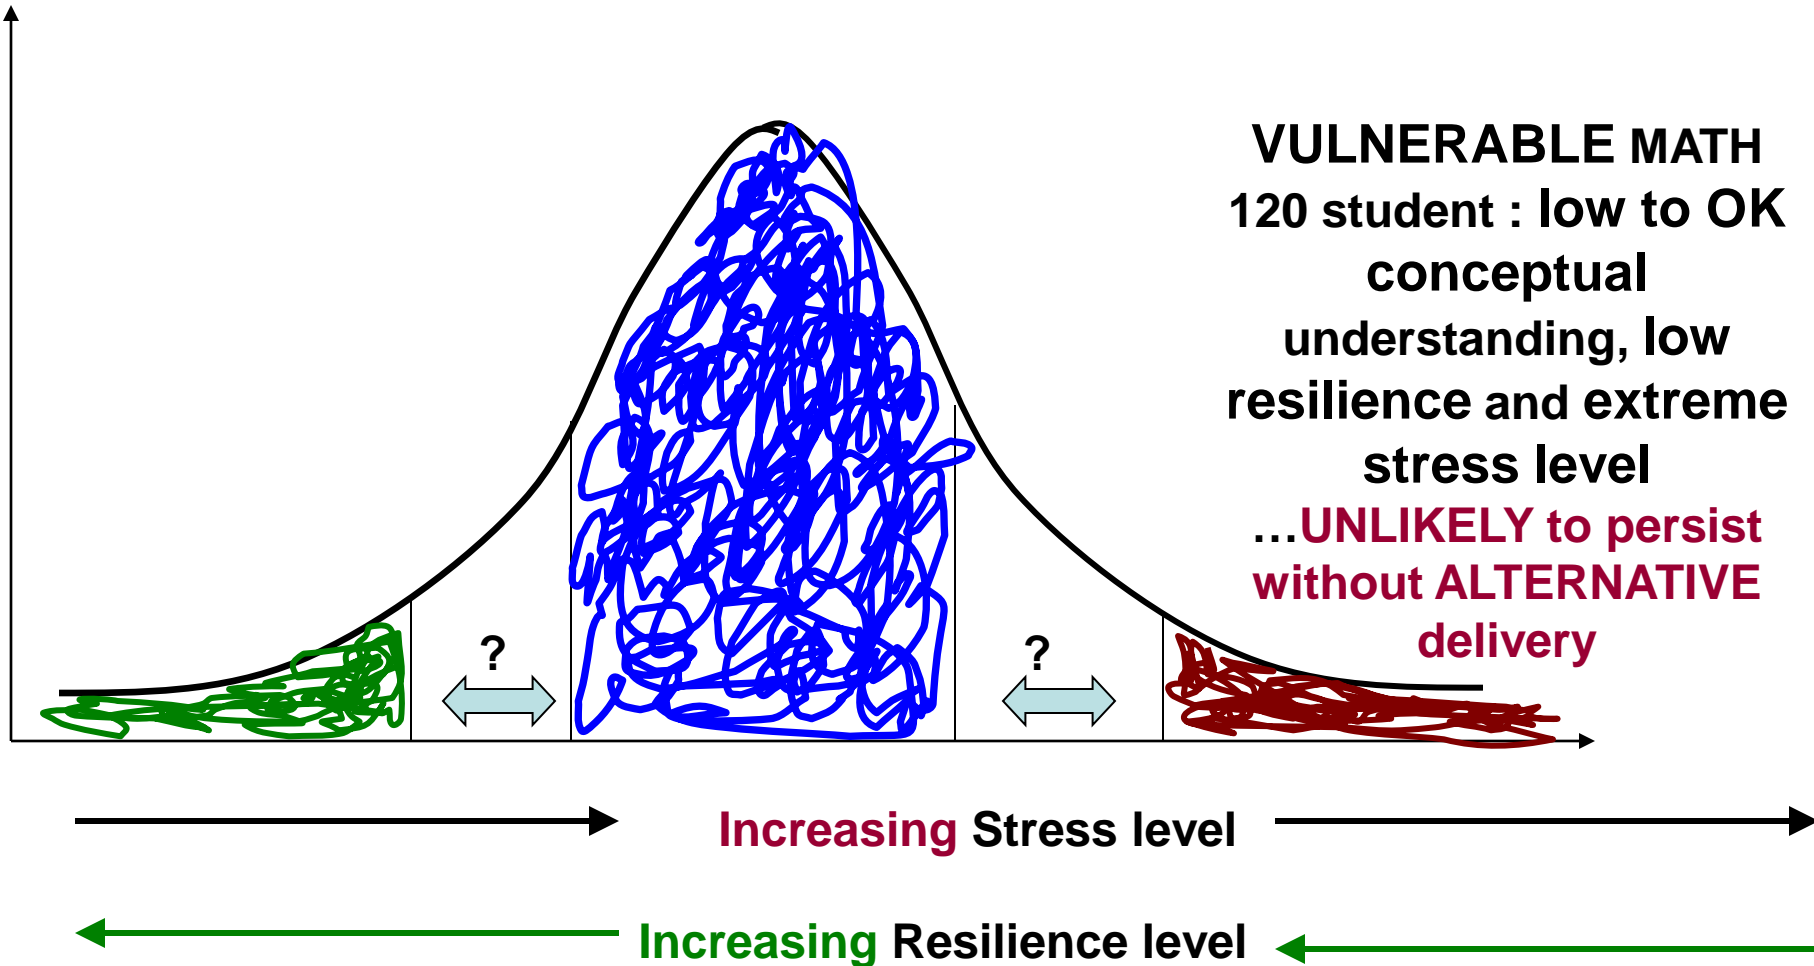 VULNERABLE MATH
120 student : low to OK
conceptual
understanding, low
resilience and extreme
stress level
...UNLIKELY to persist
without ALTERNATIVE
delivery
?
?
Increasing Stress level
Increasing Resilience level